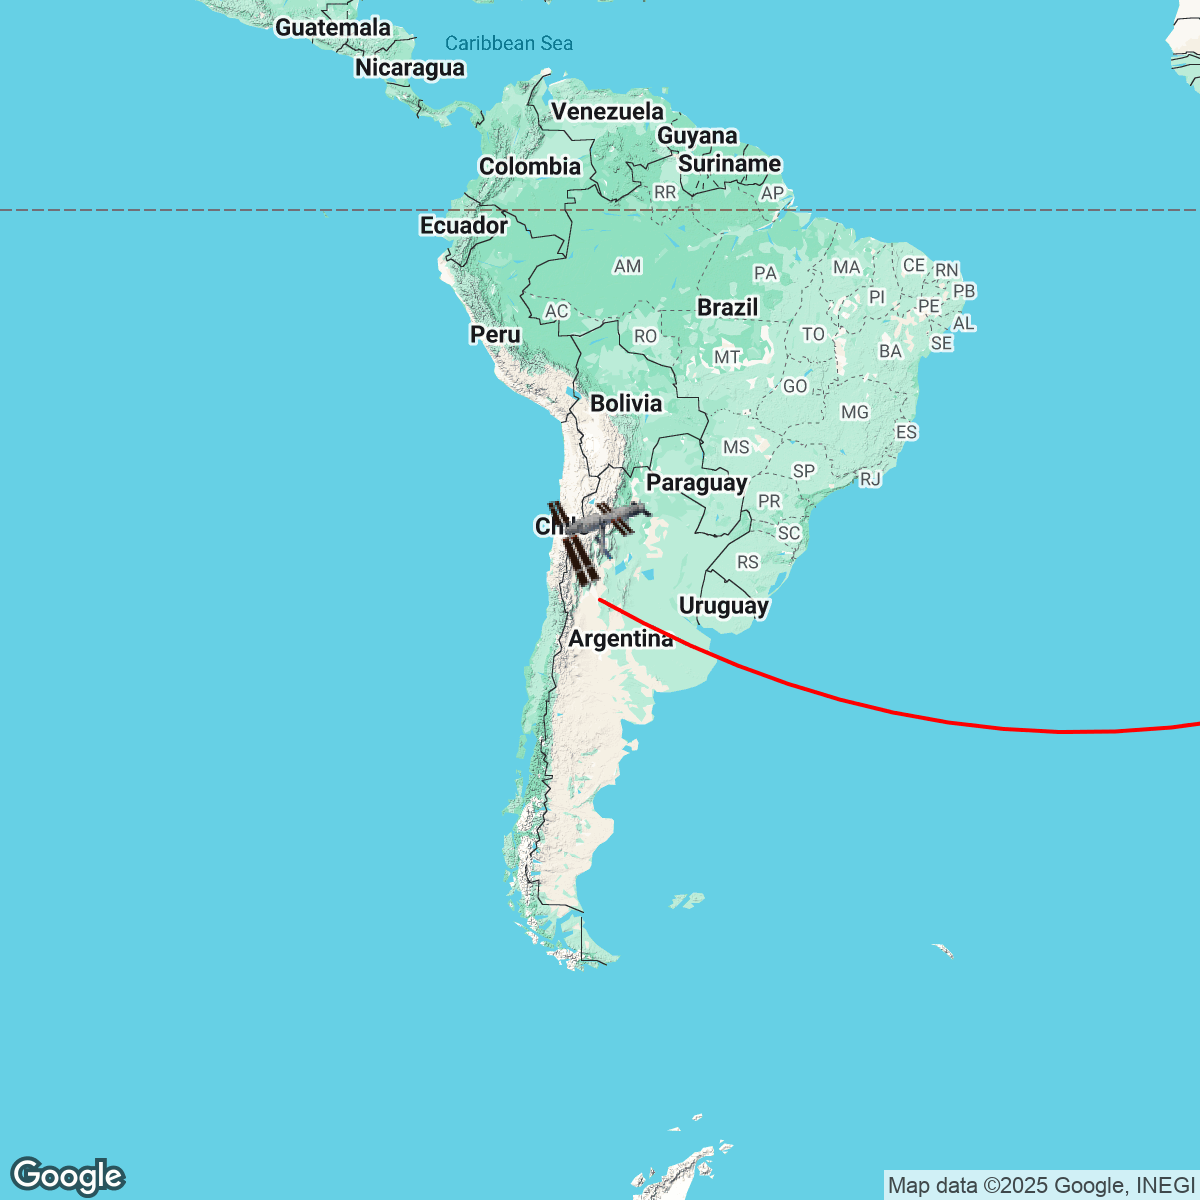 Guatemala
Caribbean Sea
Nicaragua
Venezuela
Guyana
Suriname
Colombia
RR
AP
Ecuador
AM
PA
MA
CE
RN
PI
PB
PE
AC
Brazil
AL
Peru
RO
TO
SE
MT
BA
GO
Bolivia
MG
ES
MS
SP
RJ
Paraguay
PR
SC
RS
Uruguay
Argentina
Google
Map data ©2025 Google, INEGI